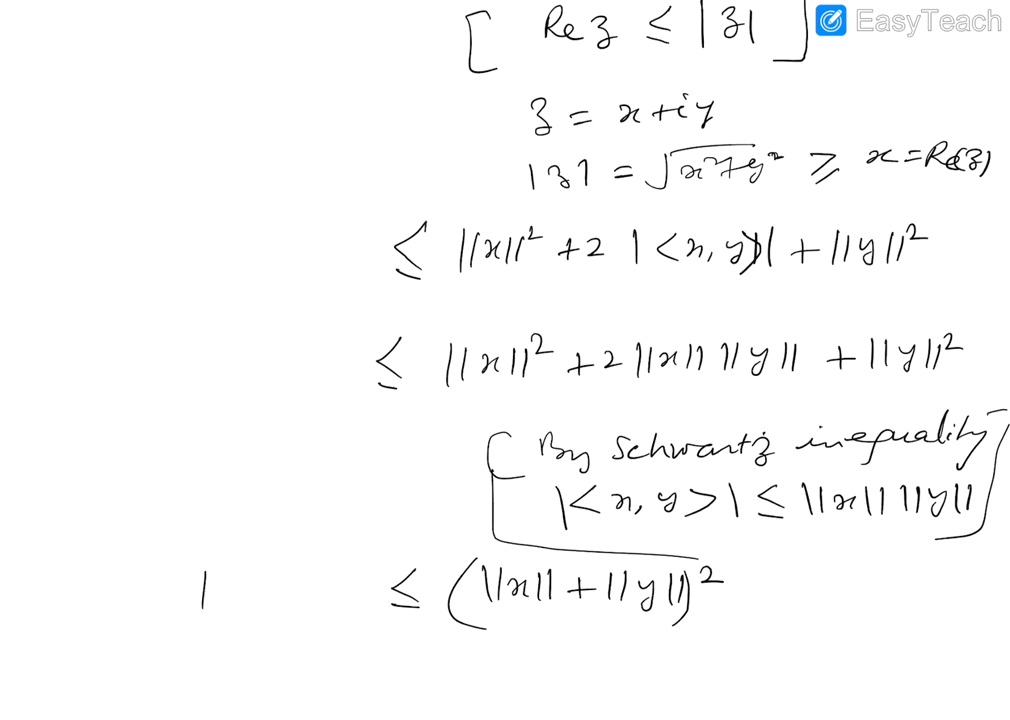 [ Re z ≤ |z| ] EasyTeach
z = x+iy
|z| = √x²+y² ≥ x = Re(z)
≤ ||x||² + 2 |<x, y>| + ||y||²
≤ ||x||² + 2 ||x|| ||y|| + ||y||²
[ By Schwartz inequality
|<x, y>| ≤ ||x|| ||y|| ]
| ≤ (||x|| + ||y||)²